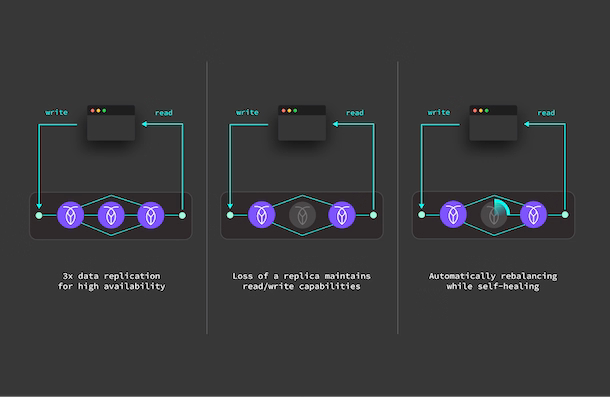 write
read
3x data replication
for high availability
write
read
Loss of a replica maintains
read/write capabilities
write
read
Automatically rebalancing
while self-healing